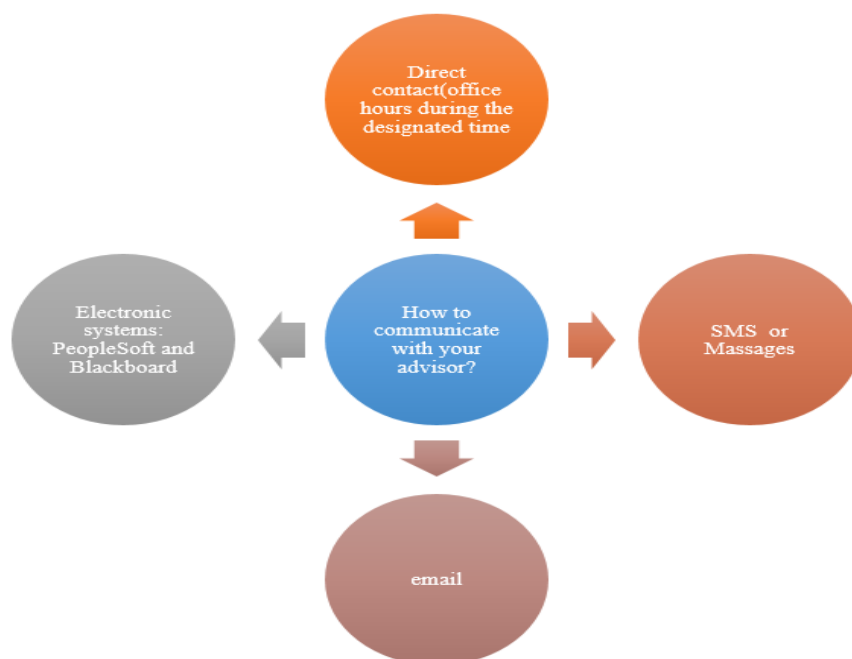 Direct
contact(office
hours during the
designated time
Electronic
systems:
PeopleSoft and
Blackboard
How to
communicate
with your
advisor?
SMS  or
Massages
email